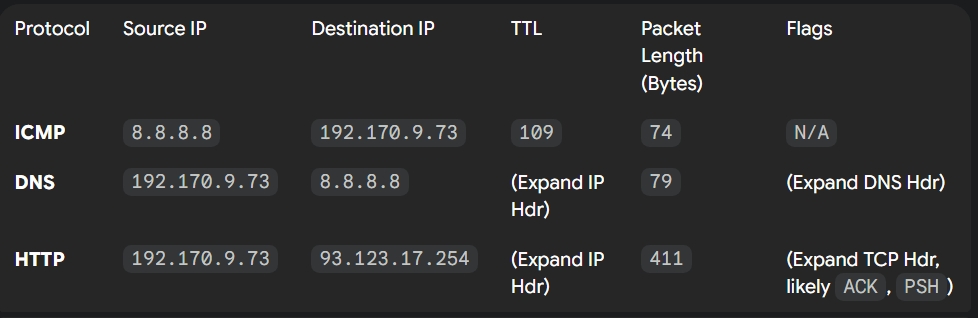 Protocol Source IP Destination IP TTL Packet
Length
(Bytes)
Flags
ICMP 8.8.8.8 192.170.9.73 109 74 N/A
DNS 192.170.9.73 8.8.8.8 (Expand IP
Hdr)
79 (Expand DNS Hdr)
HTTP 192.170.9.73 93.123.17.254 (Expand IP
Hdr)
411 (Expand TCP Hdr,
likely ACK, PSH)